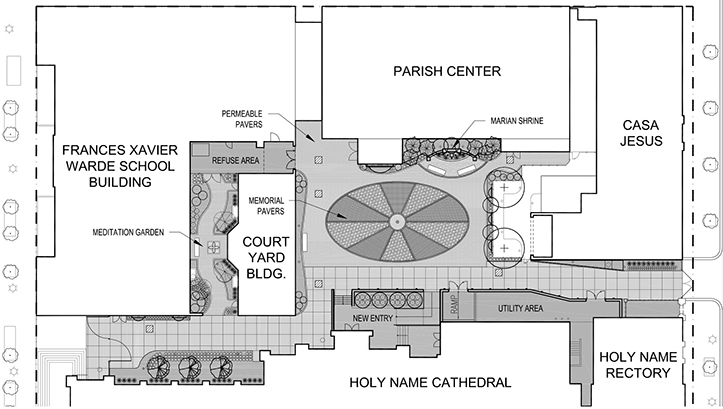 PARISH CENTER
PERMEABLE
PAVERS
MARIAN SHRINE
CASA
JESUS
FRANCES XAVIER
WARDE SCHOOL
BUILDING
REFUSE AREA
MEMORIAL
PAVERS
MEDITATION GARDEN
COURT
YARD
BLDG.
RAMP
UTILITY AREA
NEW ENTRY
HOLY NAME
RECTORY
HOLY NAME CATHEDRAL